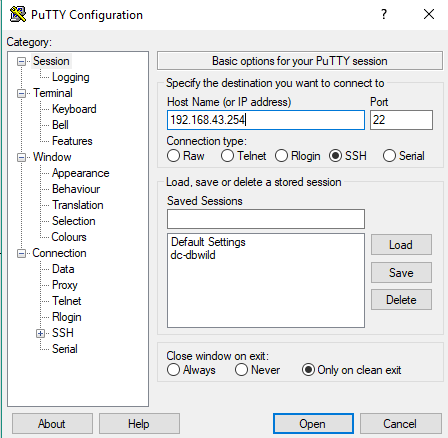 PuTTY Configuration
?
Category:
Session
Logging
Terminal
Keyboard
Bell
Features
Window
Appearance
Behaviour
Translation
Selection
Colours
Connection
Data
Proxy
Telnet
Rlogin
SSH
Serial
Basic options for your PuTTY session
Specify the destination you want to connect to
Host Name (or IP address) Port
192.168.43.254 22
Connection type:
Raw Telnet Rlogin SSH Serial
Load, save or delete a stored session
Saved Sessions
Default Settings
dc-dbwild
Load
Save
Delete
Close window on exit:
Always Never Only on clean exit
About Help Open Cancel